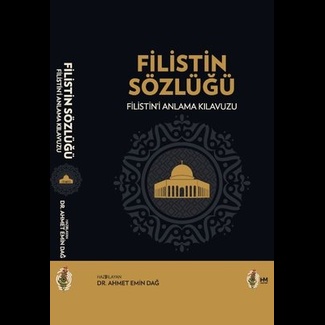 FİLİSTİN SÖZLÜĞÜ
FİLİSTİN'İ ANLAMA KILAVUZU
DR. AHMET EMİN DAĞ
FİLİSTİN
SÖZLÜĞÜ
FİLİSTİN'İ ANLAMA KILAVUZU
HAZIRLAYAN
DR. AHMET EMİN DAĞ